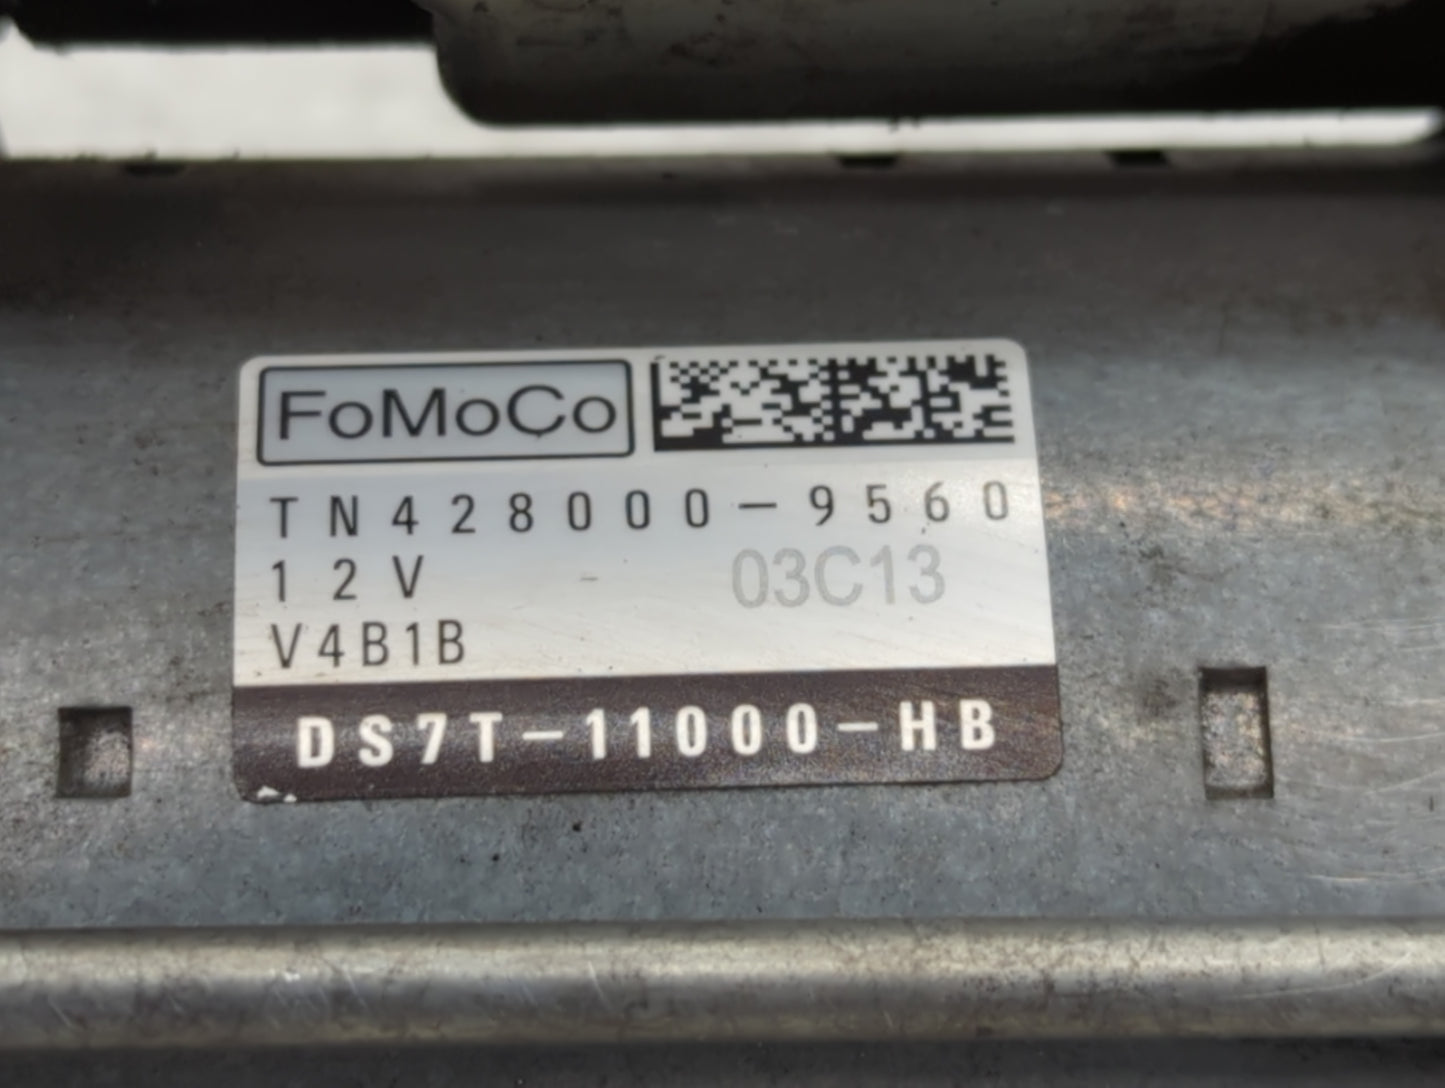 FoMoCo
TN428000-9560
12V 03C13
V4B1B
DS7T-11000-HB